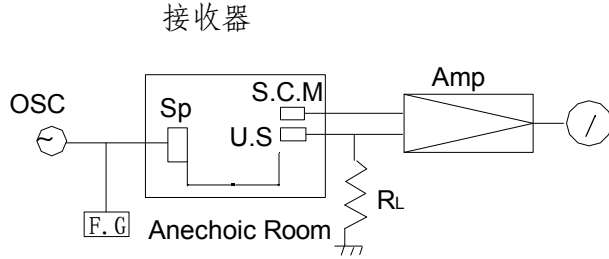 接收器
Amp
OSC
Sp
S.C.M
U.S
~
RL
F.G
Anechoic Room